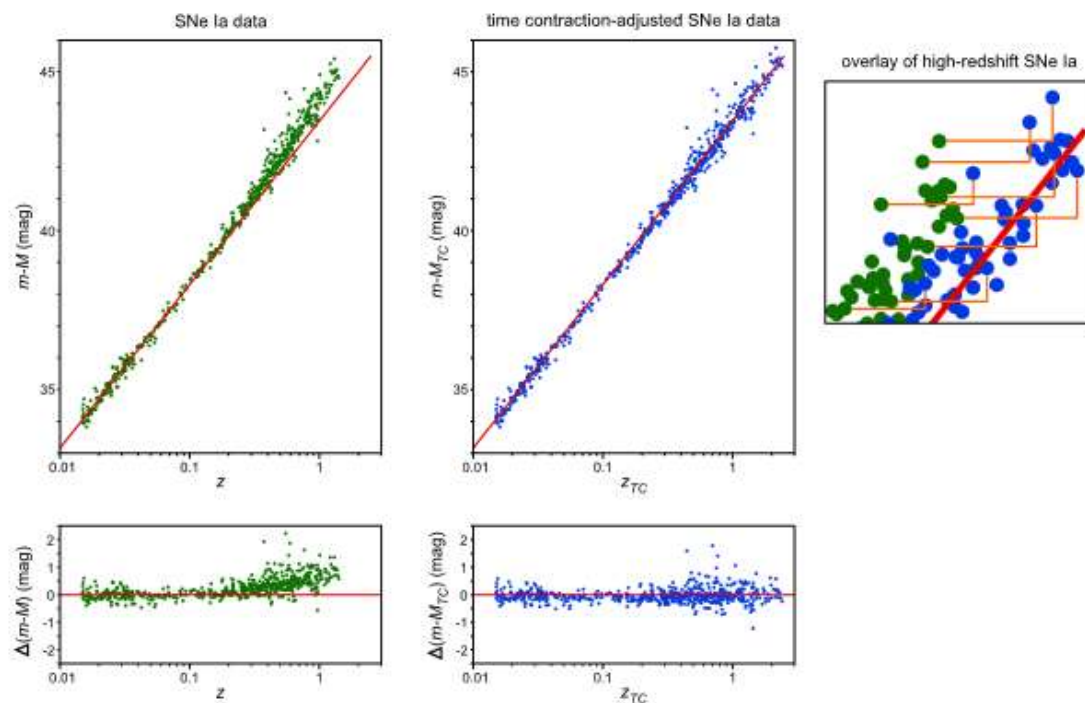 SNe Ia data
time contraction-adjusted SNe Ia data
overlay of high-redshift SNe Ia
45
40
35
m-M (mag)
0.01
0.1
1
z
45
40
35
m-M_TC (mag)
0.01
0.1
1
z_TC
2
1
0
-1
-2
Δ(m-M) (mag)
0.01
0.1
1
z
2
1
0
-1
-2
Δ(m-M_TC) (mag)
0.01
0.1
1
z_TC